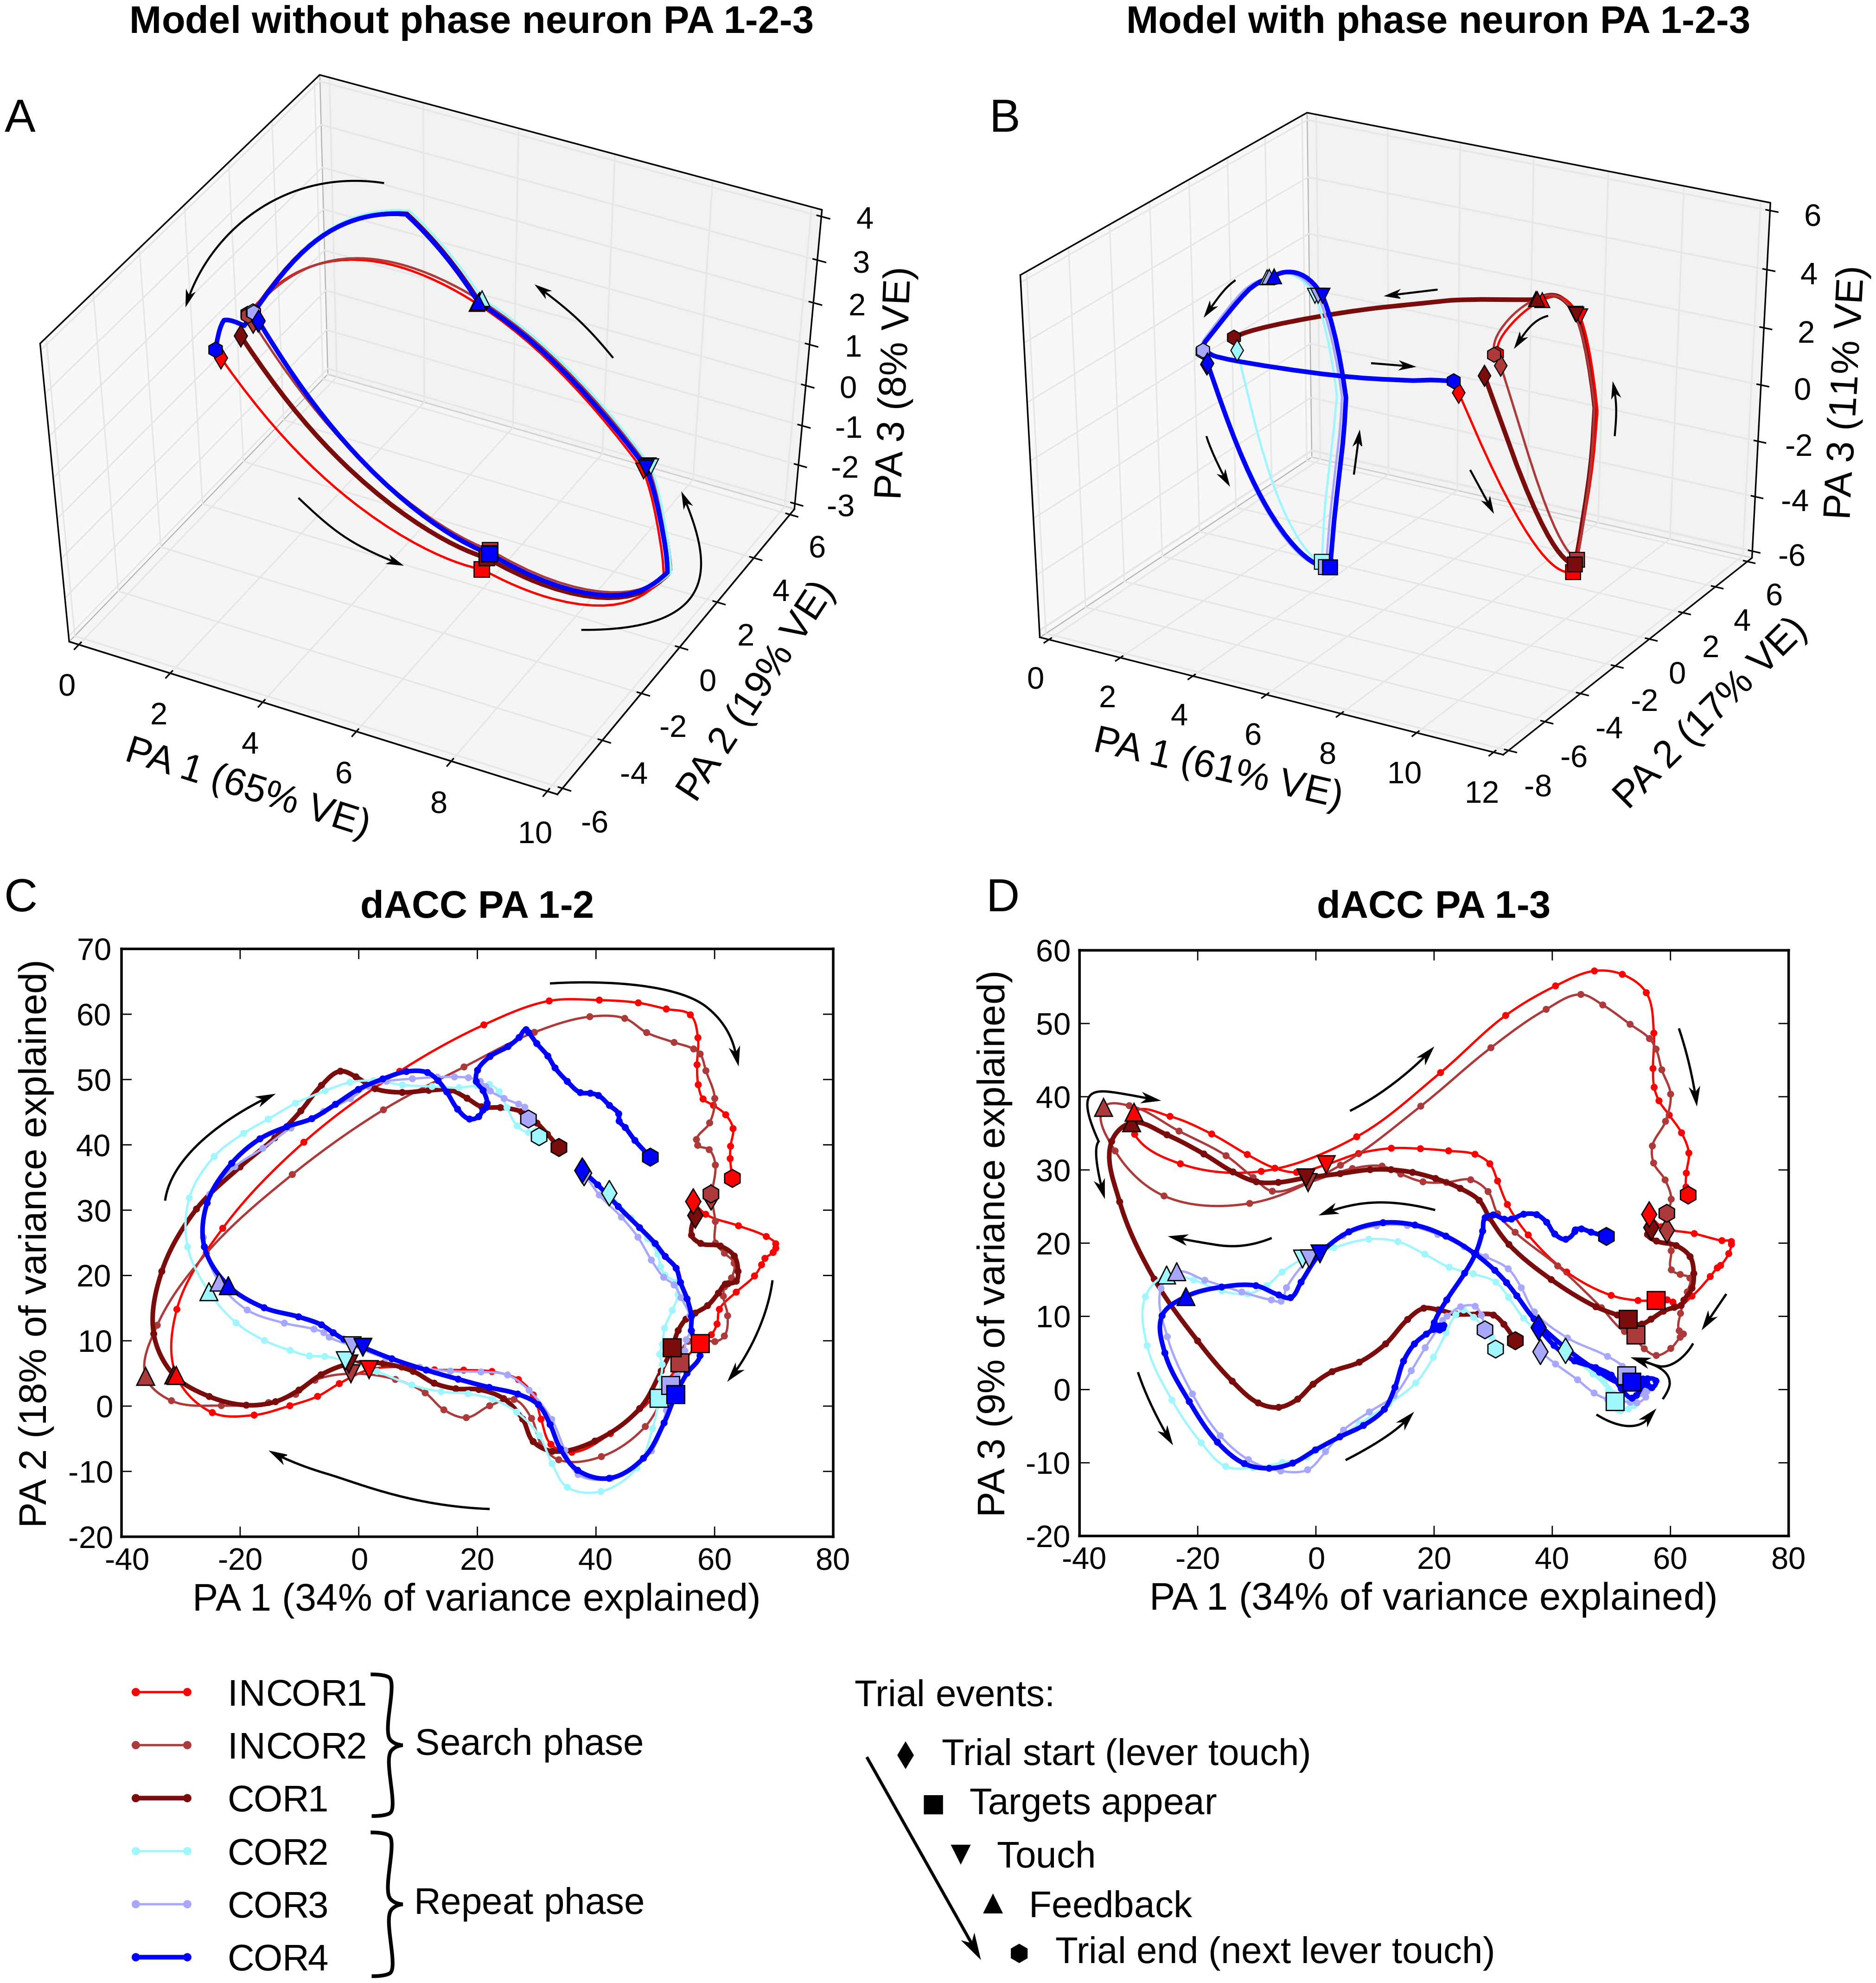 Model without phase neuron PA 1-2-3
Model with phase neuron PA 1-2-3
A
4
3
2
1
0
-1
-2
-3
PA 3 (8% VE)
6
4
2
0
-2
-4
-6
PA 2 (19% VE)
0
2
4
6
8
10
PA 1 (65% VE)
B
6
4
2
0
-2
-4
-6
PA 3 (11% VE)
6
4
2
0
-2
-4
-6
-8
PA 2 (17% VE)
0
2
4
6
8
10
12
PA 1 (61% VE)
C
dACC PA 1-2
70
60
50
40
30
20
10
0
-10
-20
PA 2 (18% of variance explained)
-40
-20
0
20
40
60
80
PA 1 (34% of variance explained)
D
dACC PA 1-3
60
50
40
30
20
10
0
-10
-20
PA 3 (9% of variance explained)
-40
-20
0
20
40
60
80
PA 1 (34% of variance explained)
INCOR1
INCOR2
COR1
Search phase
COR2
COR3
COR4
Repeat phase
Trial events:
Trial start (lever touch)
Targets appear
Touch
Feedback
Trial end (next lever touch)